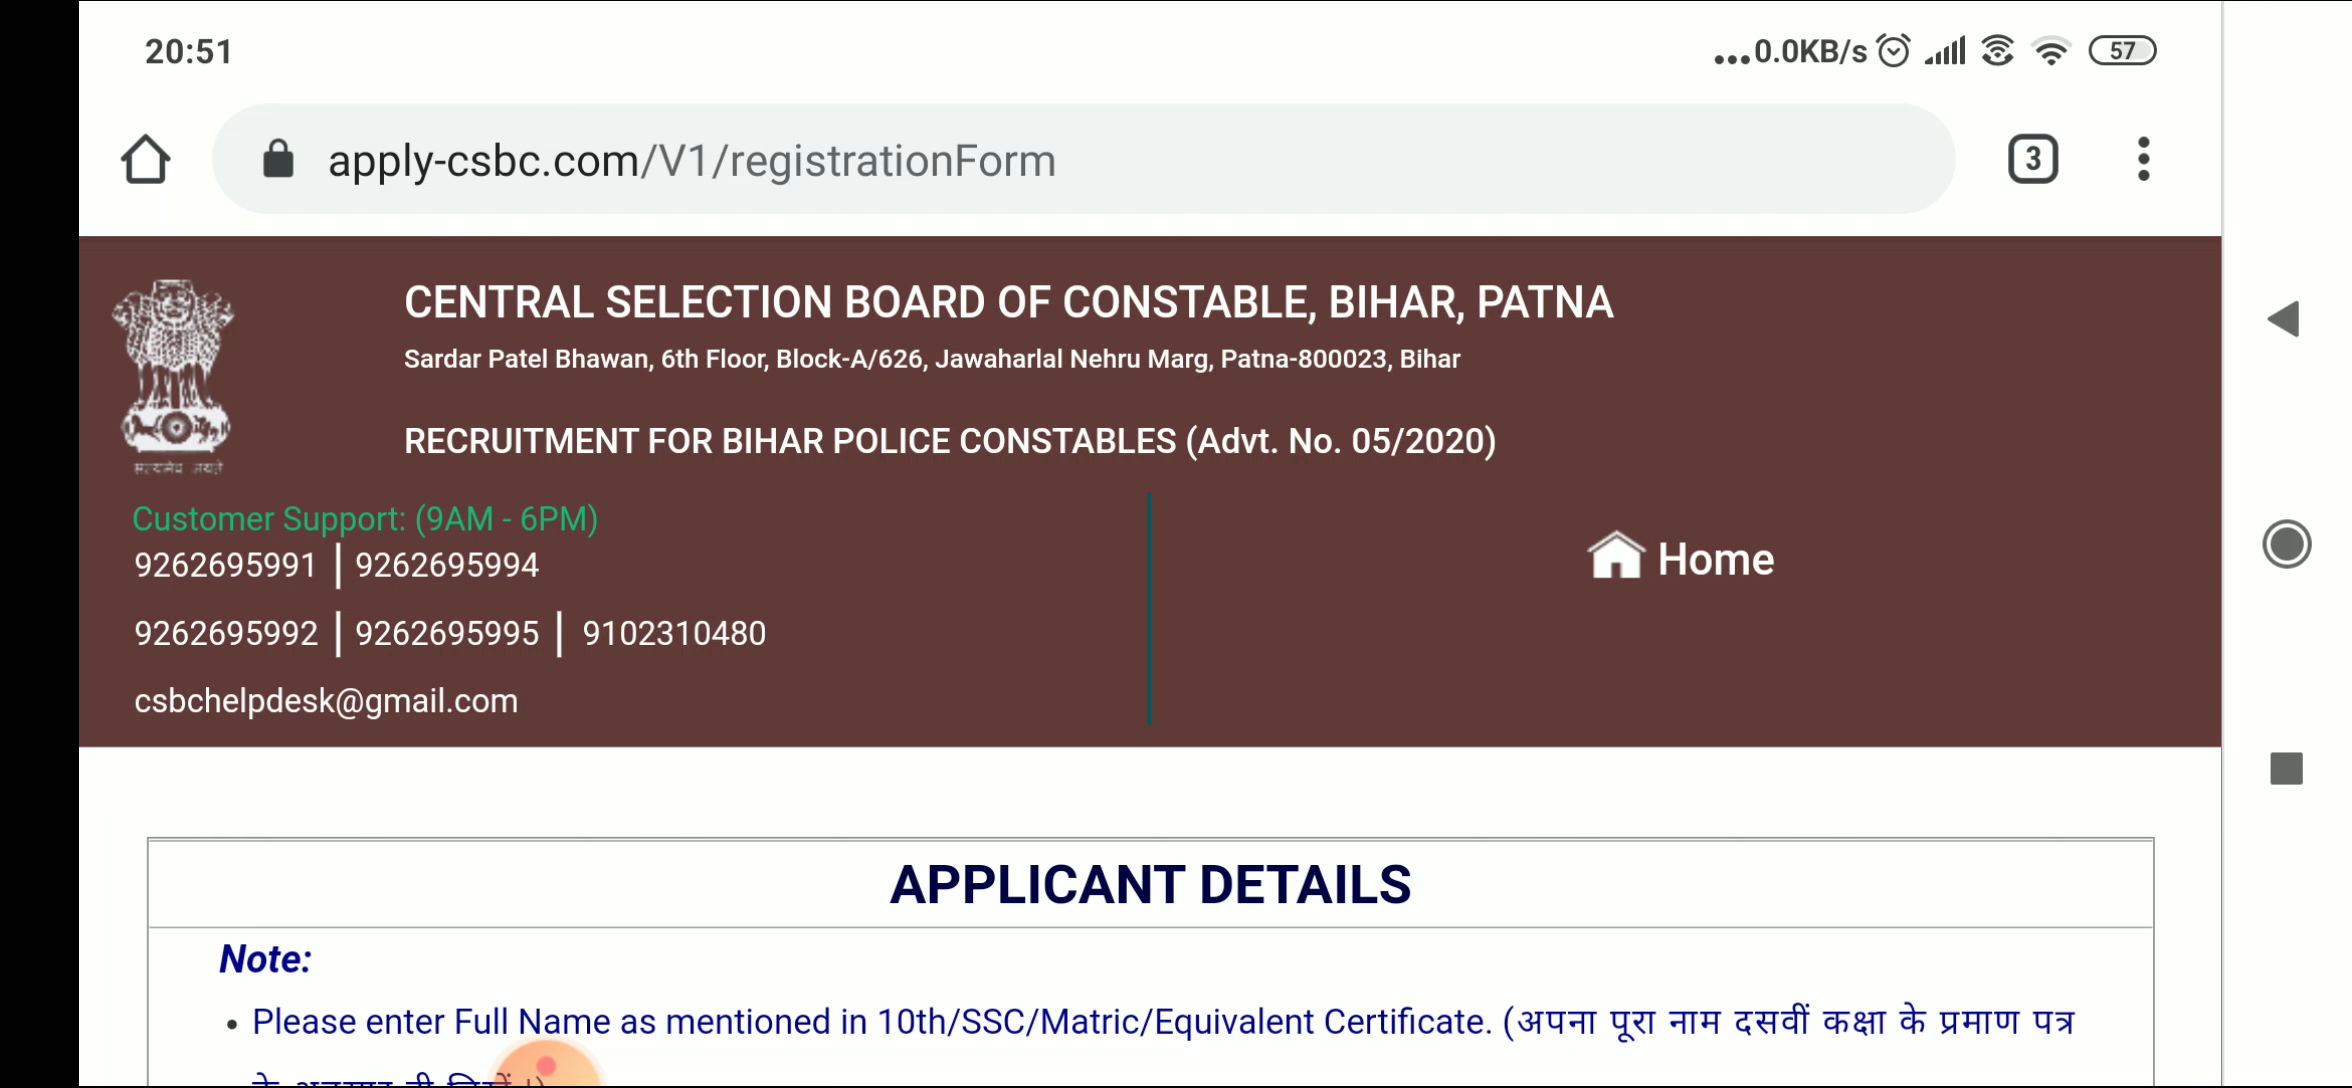 20:51
...0.0KB/s 57
apply-csbc.com/V1/registrationForm 3
CENTRAL SELECTION BOARD OF CONSTABLE, BIHAR, PATNA
Sardar Patel Bhawan, 6th Floor, Block-A/626, Jawaharlal Nehru Marg, Patna-800023, Bihar
RECRUITMENT FOR BIHAR POLICE CONSTABLES (Advt. No. 05/2020)
सत्यमेव जयते
Customer Support: (9AM - 6PM)
9262695991 | 9262695994
9262695992 | 9262695995 | 9102310480
csbchelpdesk@gmail.com
Home
APPLICANT DETAILS
Note:
• Please enter Full Name as mentioned in 10th/SSC/Matric/Equivalent Certificate. (अपना पूरा नाम दसवीं कक्षा के प्रमाण पत्र